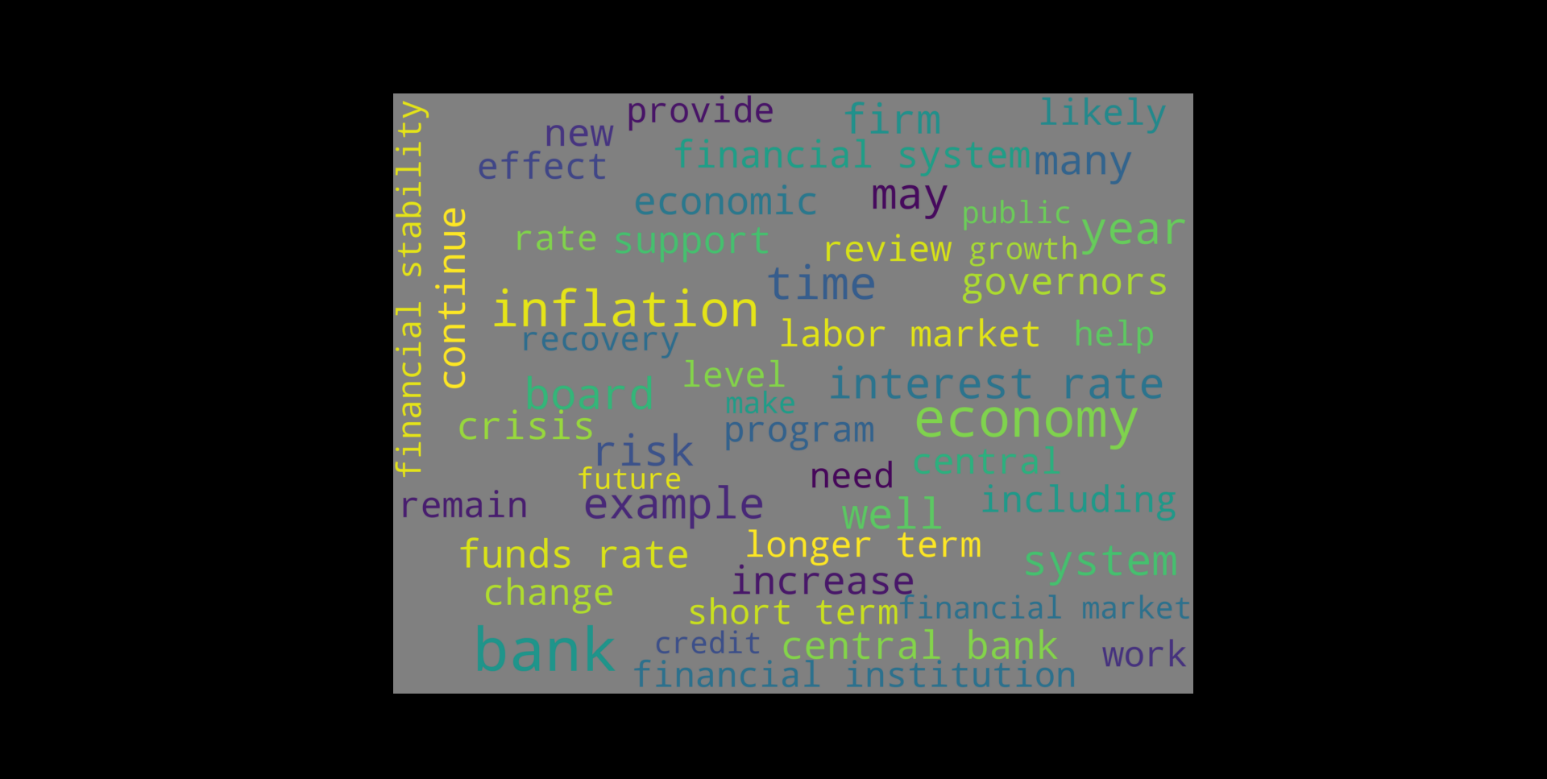 provide
firm
likely
new
effect
financial system
many
economic
may
public
year
rate
support
review
growth
time
governors
financial stability
continue
inflation
recovery
labor market
help
level
interest rate
board
make
economy
crisis
program
risk
central
future
need
remain
example
well
including
funds rate
longer term
system
change
increase
short term
financial market
bank
credit
central bank
work
financial institution